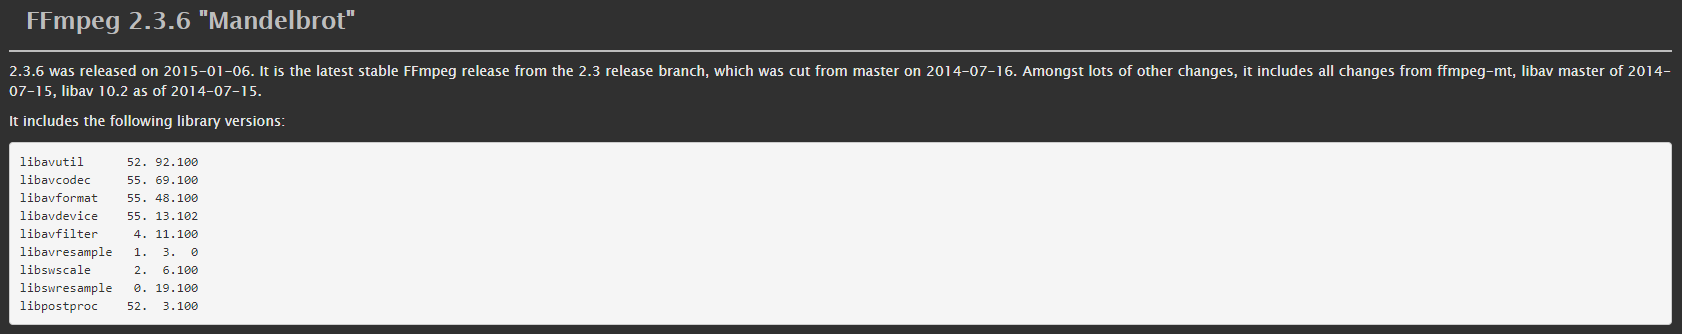 FFmpeg 2.3.6 "Mandelbrot"
2.3.6 was released on 2015-01-06. It is the latest stable FFmpeg release from the 2.3 release branch, which was cut from master on 2014-07-16. Amongst lots of other changes, it includes all changes from ffmpeg-mt, libav master of 2014-
07-15, libav 10.2 as of 2014-07-15.
It includes the following library versions:
libavutil      52. 92.100
libavcodec     55. 69.100
libavformat    55. 48.100
libavdevice    55. 13.102
libavfilter     4. 11.100
libavresample   1.  3.  0
libswscale      2.  6.100
libswresample   0. 19.100
libpostproc    52.  3.100